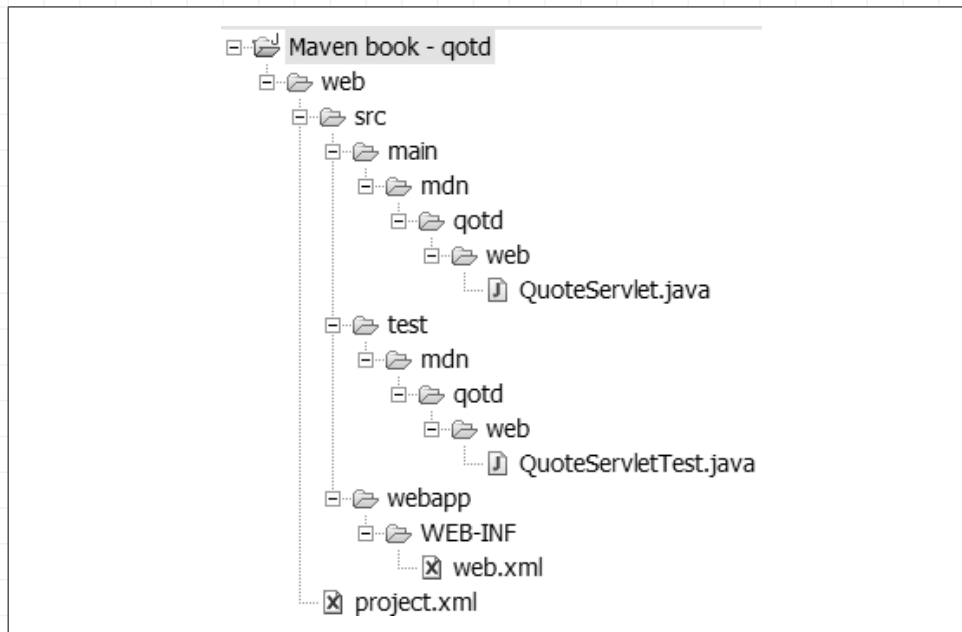 Maven book - qotd
web
src
main
mdn
qotd
web
QuoteServlet.java
test
mdn
qotd
web
QuoteServletTest.java
webapp
WEB-INF
web.xml
project.xml